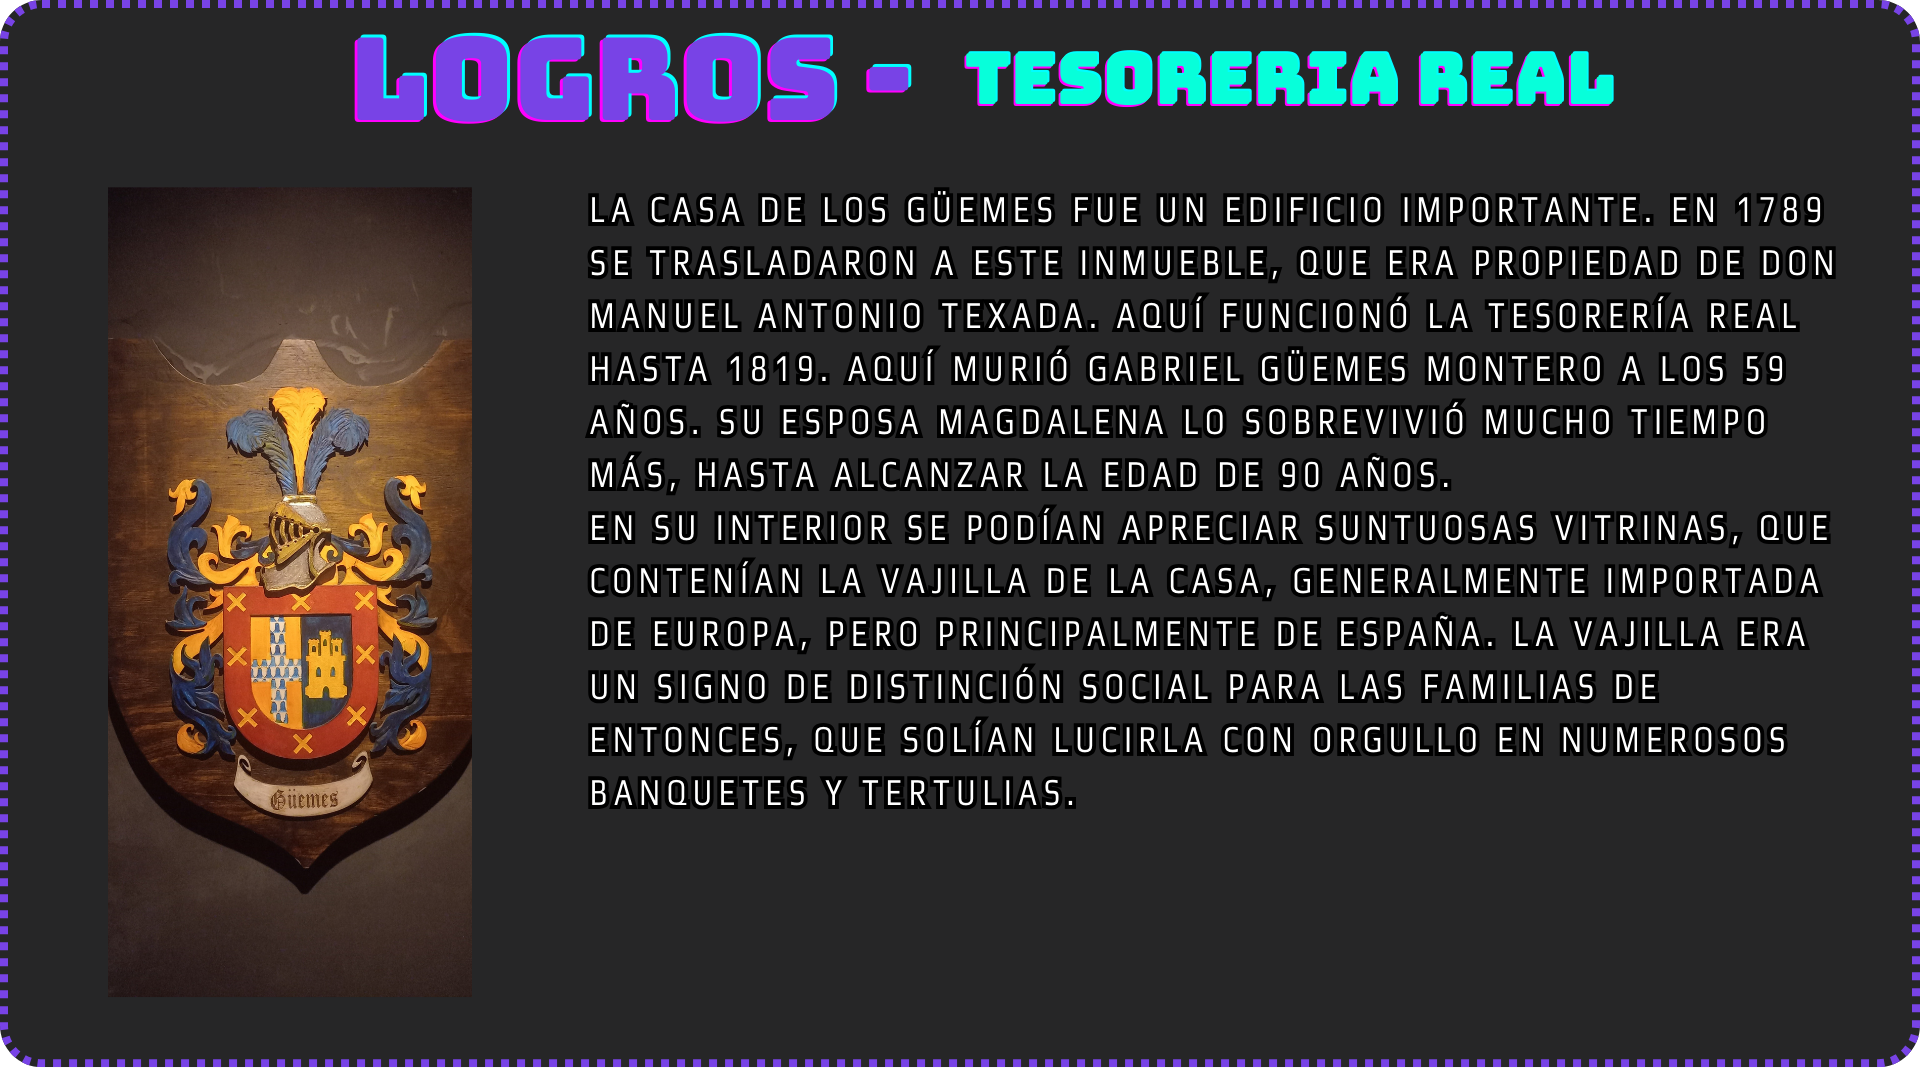 LOGROS - TESORERIA REAL
LA CASA DE LOS GÜEMES FUE UN EDIFICIO IMPORTANTE. EN 1789
SE TRASLADARON A ESTE INMUEBLE, QUE ERA PROPIEDAD DE DON
MANUEL ANTONIO TEXADA. AQUÍ FUNCIONÓ LA TESORERÍA REAL
HASTA 1819. AQUÍ MURIÓ GABRIEL GÜEMES MONTERO A LOS 59
AÑOS. SU ESPOSA MAGDALENA LO SOBREVIVIÓ MUCHO TIEMPO
MÁS, HASTA ALCANZAR LA EDAD DE 90 AÑOS.
EN SU INTERIOR SE PODÍAN APRECIAR SUNTUOSAS VITRINAS, QUE
CONTENÍAN LA VAJILLA DE LA CASA, GENERALMENTE IMPORTADA
DE EUROPA, PERO PRINCIPALMENTE DE ESPAÑA. LA VAJILLA ERA
UN SIGNO DE DISTINCIÓN SOCIAL PARA LAS FAMILIAS DE
ENTONCES, QUE SOLÍAN LUCIRLA CON ORGULLO EN NUMEROSOS
BANQUETES Y TERTULIAS.
Güemes